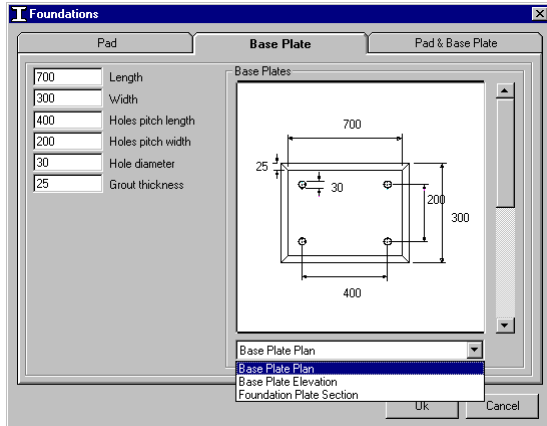 Foundations
Pad
Base Plate
Pad & Base Plate
700 Length
300 Width
400 Holes pitch length
200 Holes pitch width
30 Hole diameter
25 Grout thickness
Base Plates
700
25
30
200
300
400
Base Plate Plan
Base Plate Plan
Base Plate Elevation
Foundation Plate Section
Ok
Cancel